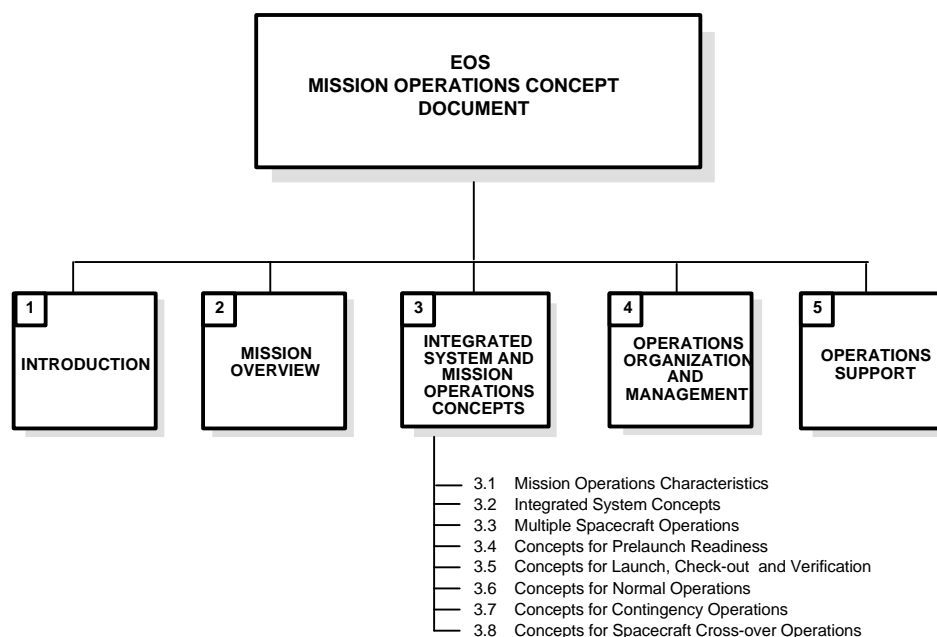 EOS
MISSION OPERATIONS CONCEPT
DOCUMENT
1
INTRODUCTION
2
MISSION
OVERVIEW
3
INTEGRATED
SYSTEM AND
MISSION
OPERATIONS
CONCEPTS
4
OPERATIONS
ORGANIZATION
AND
MANAGEMENT
5
OPERATIONS
SUPPORT
3.1 Mission Operations Characteristics
3.2 Integrated System Concepts
3.3 Multiple Spacecraft Operations
3.4 Concepts for Prelaunch Readiness
3.5 Concepts for Launch, Check-out and Verification
3.6 Concepts for Normal Operations
3.7 Concepts for Contingency Operations
3.8 Concepts for Spacecraft Cross-over Operations